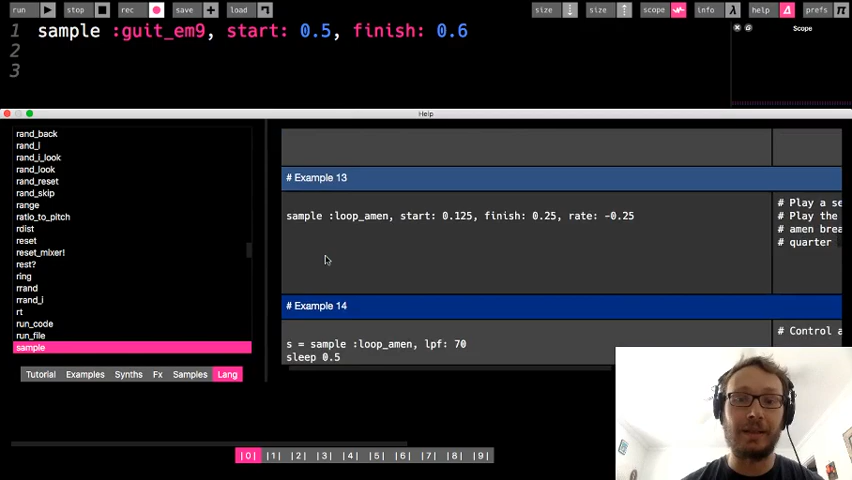 run stop rec save load size size scope info help prefs
1 sample :guit_em9, start: 0.5, finish: 0.6
2
3
Scope
Help
rand_back
rand_i
rand_i_look
rand_look
rand_reset
rand_skip
range
ratio_to_pitch
rdist
reset
reset_mixer!
rest?
ring
rrand
rrand_i
rt
run_code
run_file
sample
# Example 13
sample :loop_amen, start: 0.125, finish: 0.25, rate: -0.25
# Play a se
# Play the
# amen brea
# quarter
# Example 14
s = sample :loop_amen, lpf: 70
sleep 0.5
# Control a
Tutorial Examples Synths Fx Samples Lang
|0| |1| |2| |3| |4| |5| |6| |7| |8| |9|